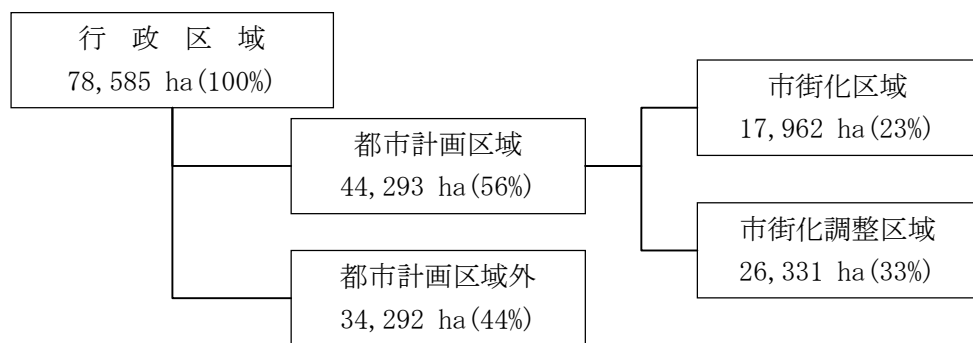 行 政 区 域
78,585 ha(100%)
都市計画区域
44,293 ha(56%)
都市計画区域外
34,292 ha(44%)
市街化区域
17,962 ha(23%)
市街化調整区域
26,331 ha(33%)